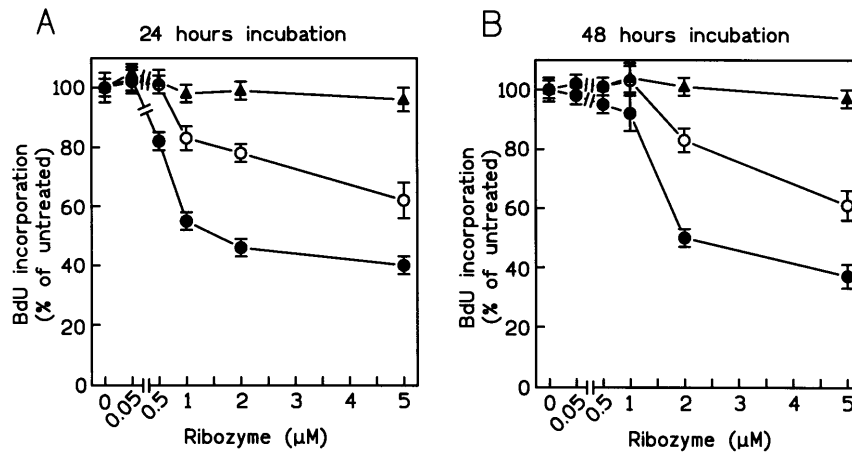 A
24 hours incubation
BdU incorporation
(% of untreated)
100
80
60
40
20
0
0 0.05 0.5 1 2 3 4 5
Ribozyme (μM)
B
48 hours incubation
BdU incorporation
(% of untreated)
100
80
60
40
20
0
0 0.05 0.5 1 2 3 4 5
Ribozyme (μM)